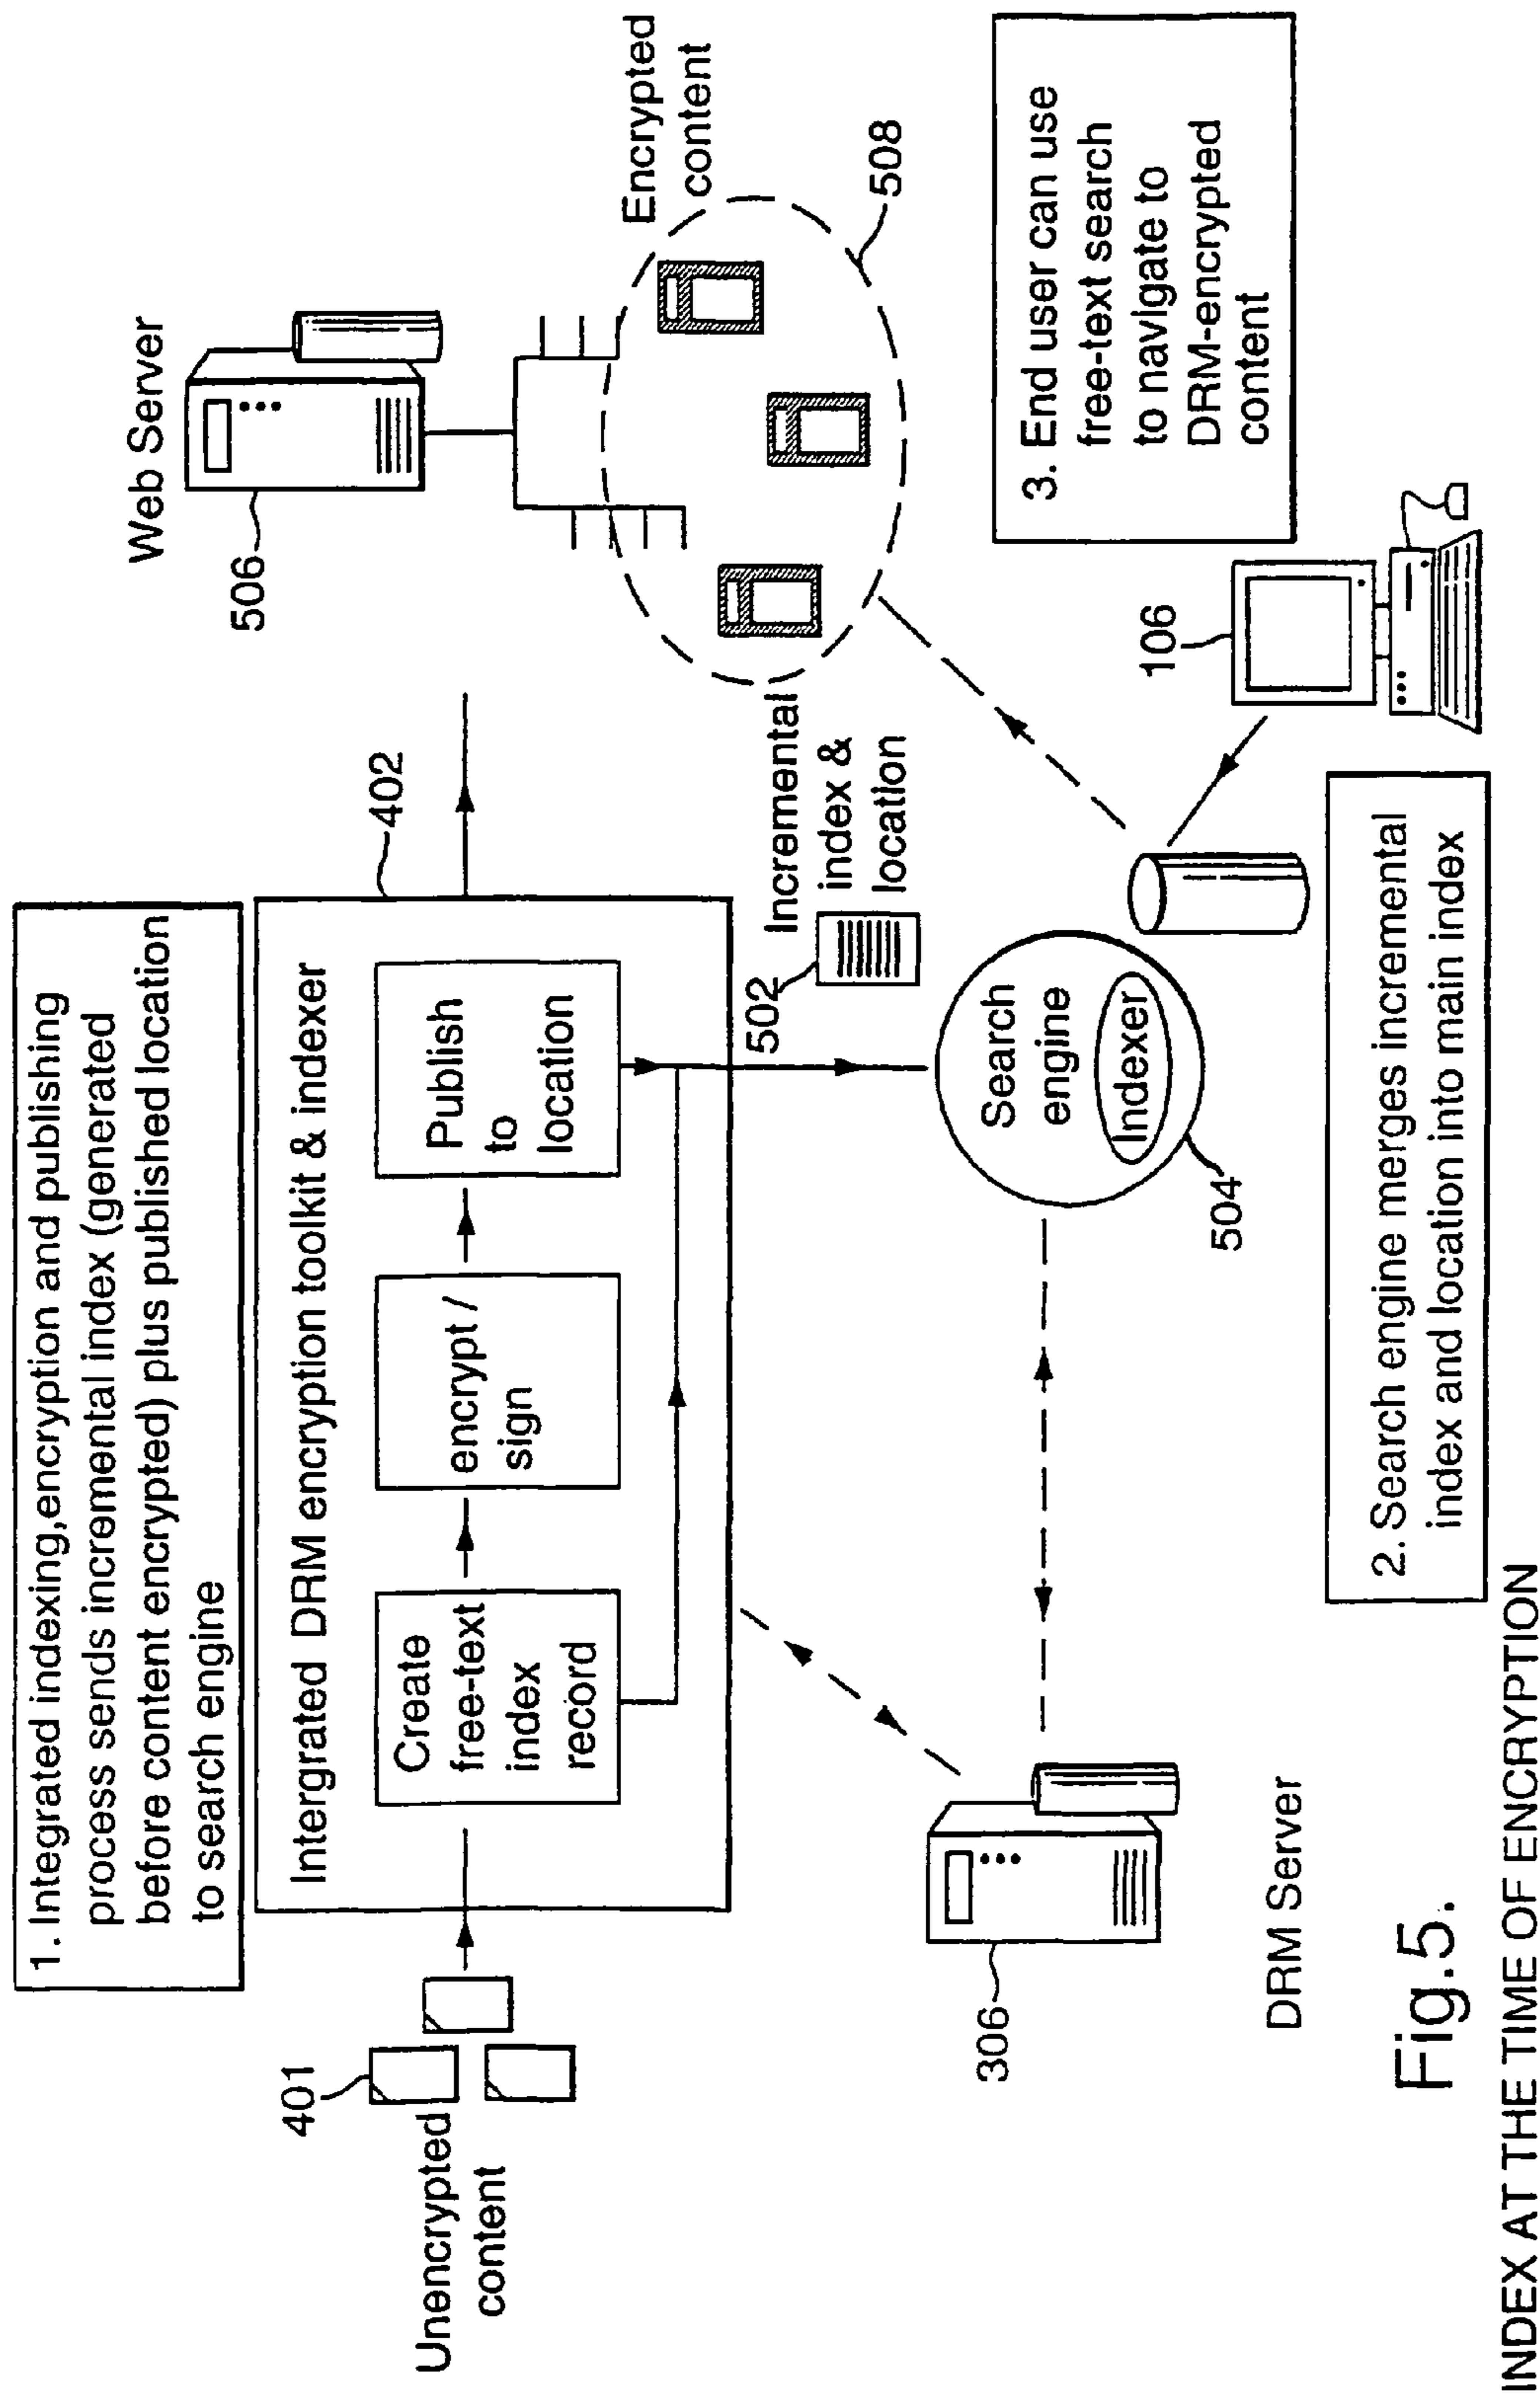 1. Integrated indexing,encryption and publishing
process sends incremental index (generated
before content encrypted) plus published location
to search engine
Intergrated DRM encryption toolkit & indexer
402
401
Unencrypted
content
Create
free-text
index
record
encrypt /
sign
Publish
to
location
Web Server
506
Encrypted
content
508
502
Incremental
index &
location
Search
engine
Indexer
504
306
DRM Server
106
2. Search engine merges incremental
index and location into main index
3. End user can use
free-text search
to navigate to
DRM-encrypted
content
Fig.5.
INDEX AT THE TIME OF ENCRYPTION